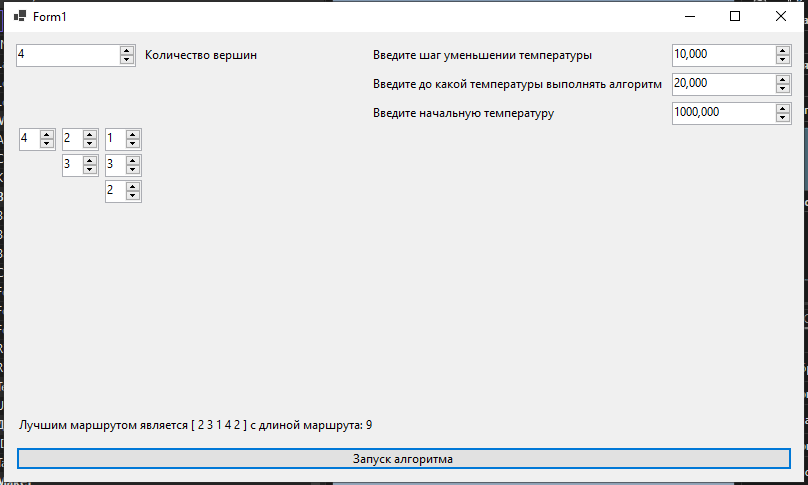 Form1
4 Количество вершин Введите шаг уменьшении температуры 10,000
Введите до какой температуры выполнять алгоритм 20,000
Введите начальную температуру 1000,000
4 2 1
3 3
2
Лучшим маршрутом является [ 2 3 1 4 2 ] с длиной маршрута: 9
Запуск алгоритма